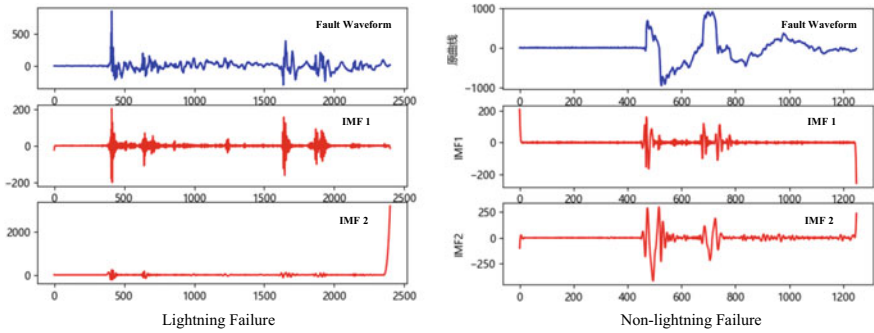 Fault Waveform
500
0
0 500 1000 1500 2000 2500
IMF 1
200
0
−200
0 500 1000 1500 2000 2500
IMF 2
2000
0
0 500 1000 1500 2000 2500
Lightning Failure
Fault Waveform
原曲线
1000
0
−1000
0 200 400 600 800 1000 1200
IMF 1
IMF1
200
0
−200
0 200 400 600 800 1000 1200
IMF 2
IMF2
250
0
−250
0 200 400 600 800 1000 1200
Non-lightning Failure